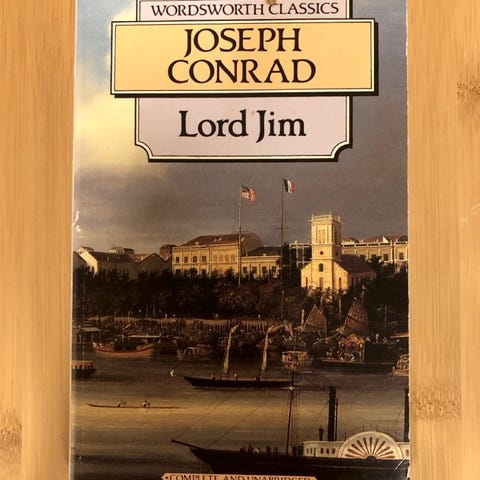 WORDSWORTH CLASSICS
JOSEPH
CONRAD
Lord Jim
COMPLETE AND UNABRIDGED